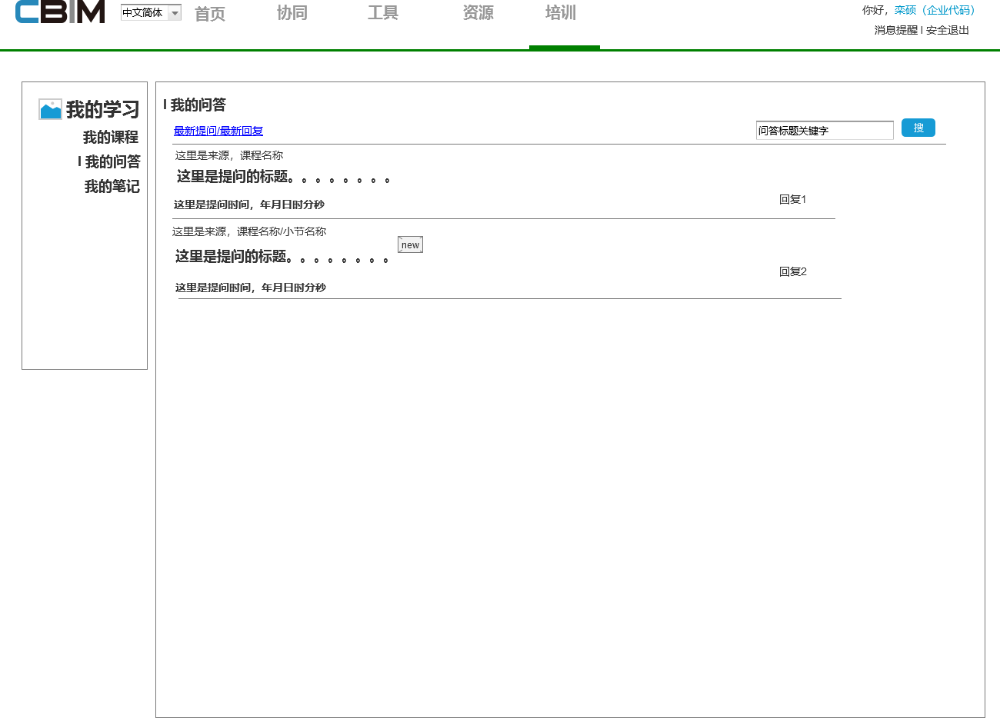 CBIM
中文简体
首页
协同
工具
资源
培训
你好，栾硕（企业代码）
消息提醒 I 安全退出
我的学习
我的课程
I 我的问答
我的笔记
I 我的问答
最新提问/最新回复
问答标题关键字
搜
这里是来源，课程名称
这里是提问的标题。。。。。。。。
这里是提问时间，年月日时分秒
回复1
这里是来源，课程名称/小节名称
这里是提问的标题。。。。。。。。
new
回复2
这里是提问时间，年月日时分秒